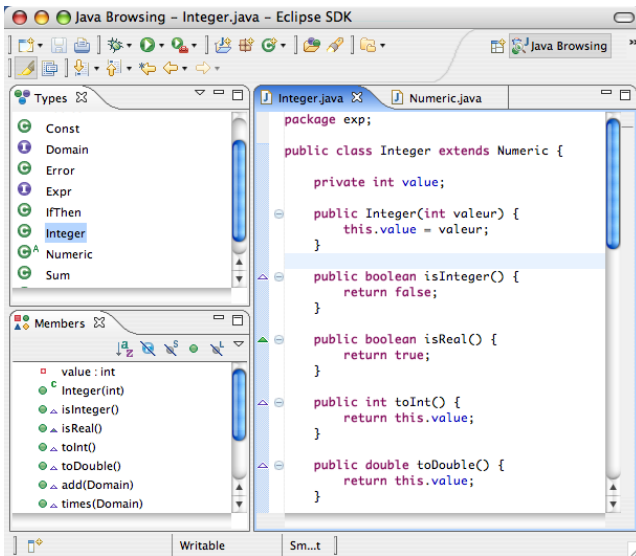 Java Browsing - Integer.java - Eclipse SDK
Java Browsing
Types
Const
Domain
Error
Expr
IfThen
Integer
Numeric
Sum
Members
value : int
Integer(int)
isInteger()
isReal()
toInt()
toDouble()
add(Domain)
times(Domain)
Integer.java
Numeric.java
package exp;
public class Integer extends Numeric {
private int value;
public Integer(int valeur) {
this.value = valeur;
}
public boolean isInteger() {
return false;
}
public boolean isReal() {
return true;
}
public int toInt() {
return this.value;
}
public double toDouble() {
return this.value;
}
Writable
Sm...t